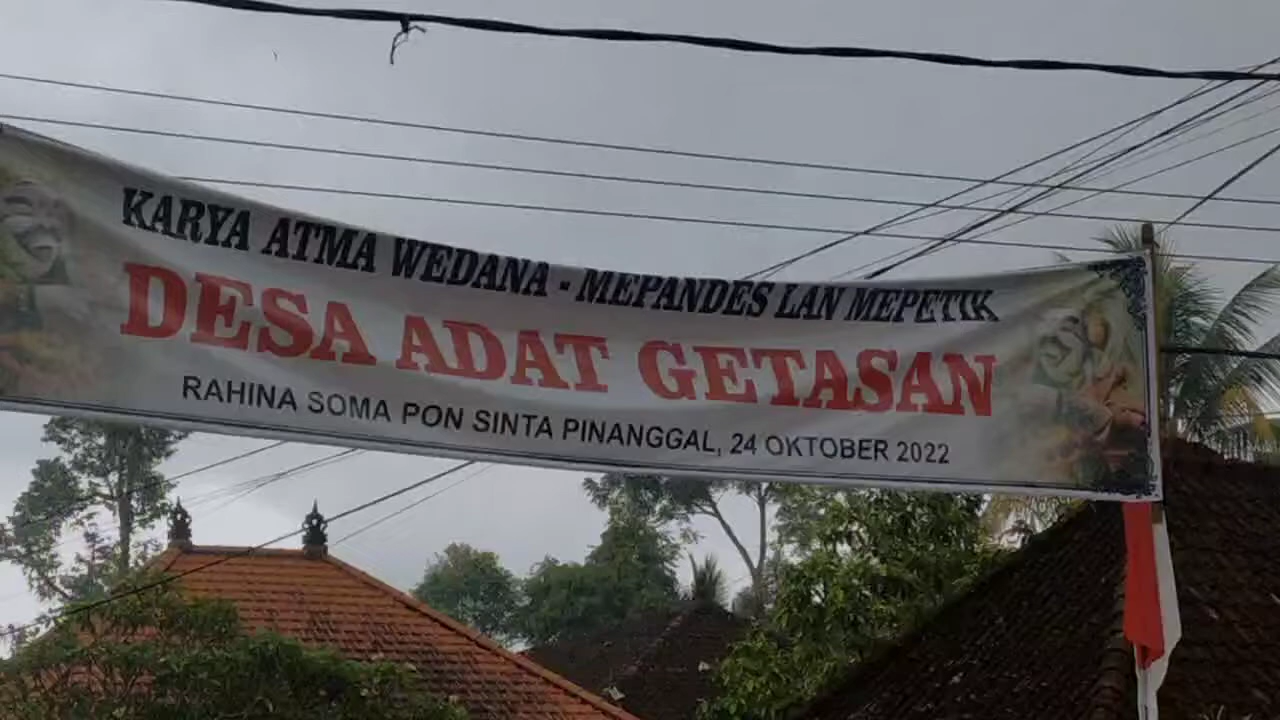 KARYA ATMA WEDANA - MEPANDES LAN MEPETIK
DESA ADAT GETASAN
RAHINA SOMA PON SINTA PINANGGAL, 24 OKTOBER 2022